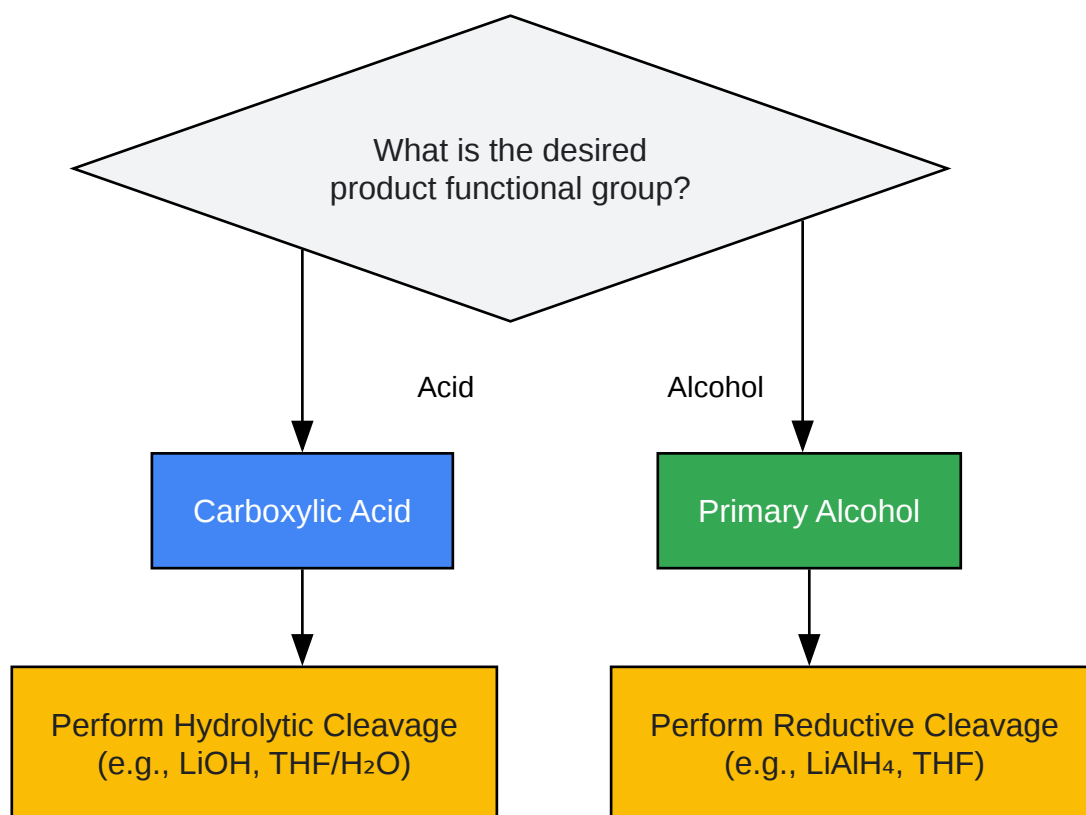 What is the desired
product functional group?
Acid
Alcohol
Carboxylic Acid
Primary Alcohol
Perform Hydrolytic Cleavage
(e.g., LiOH, THF/H₂O)
Perform Reductive Cleavage
(e.g., LiAlH₄, THF)